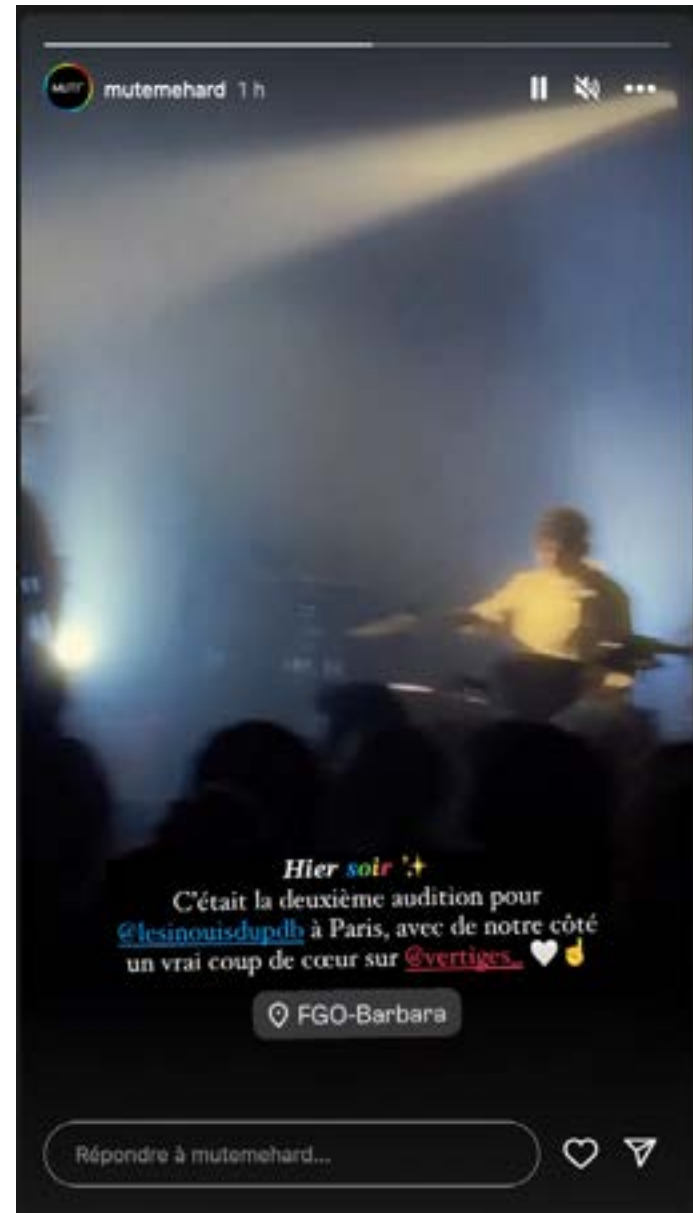 MUTE
mutemehard 1 h
Hier soir ✨
C'était la deuxième audition pour
@lesinouisdupdb à Paris, avec de notre côté
un vrai coup de cœur sur @vertiges_ 🤍☝️
FGO-Barbara
Répondre à mutemehard...